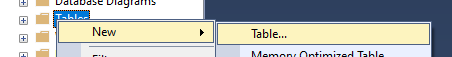 Database Diagrams
Tables
New
Table...
Memory Optimized Table